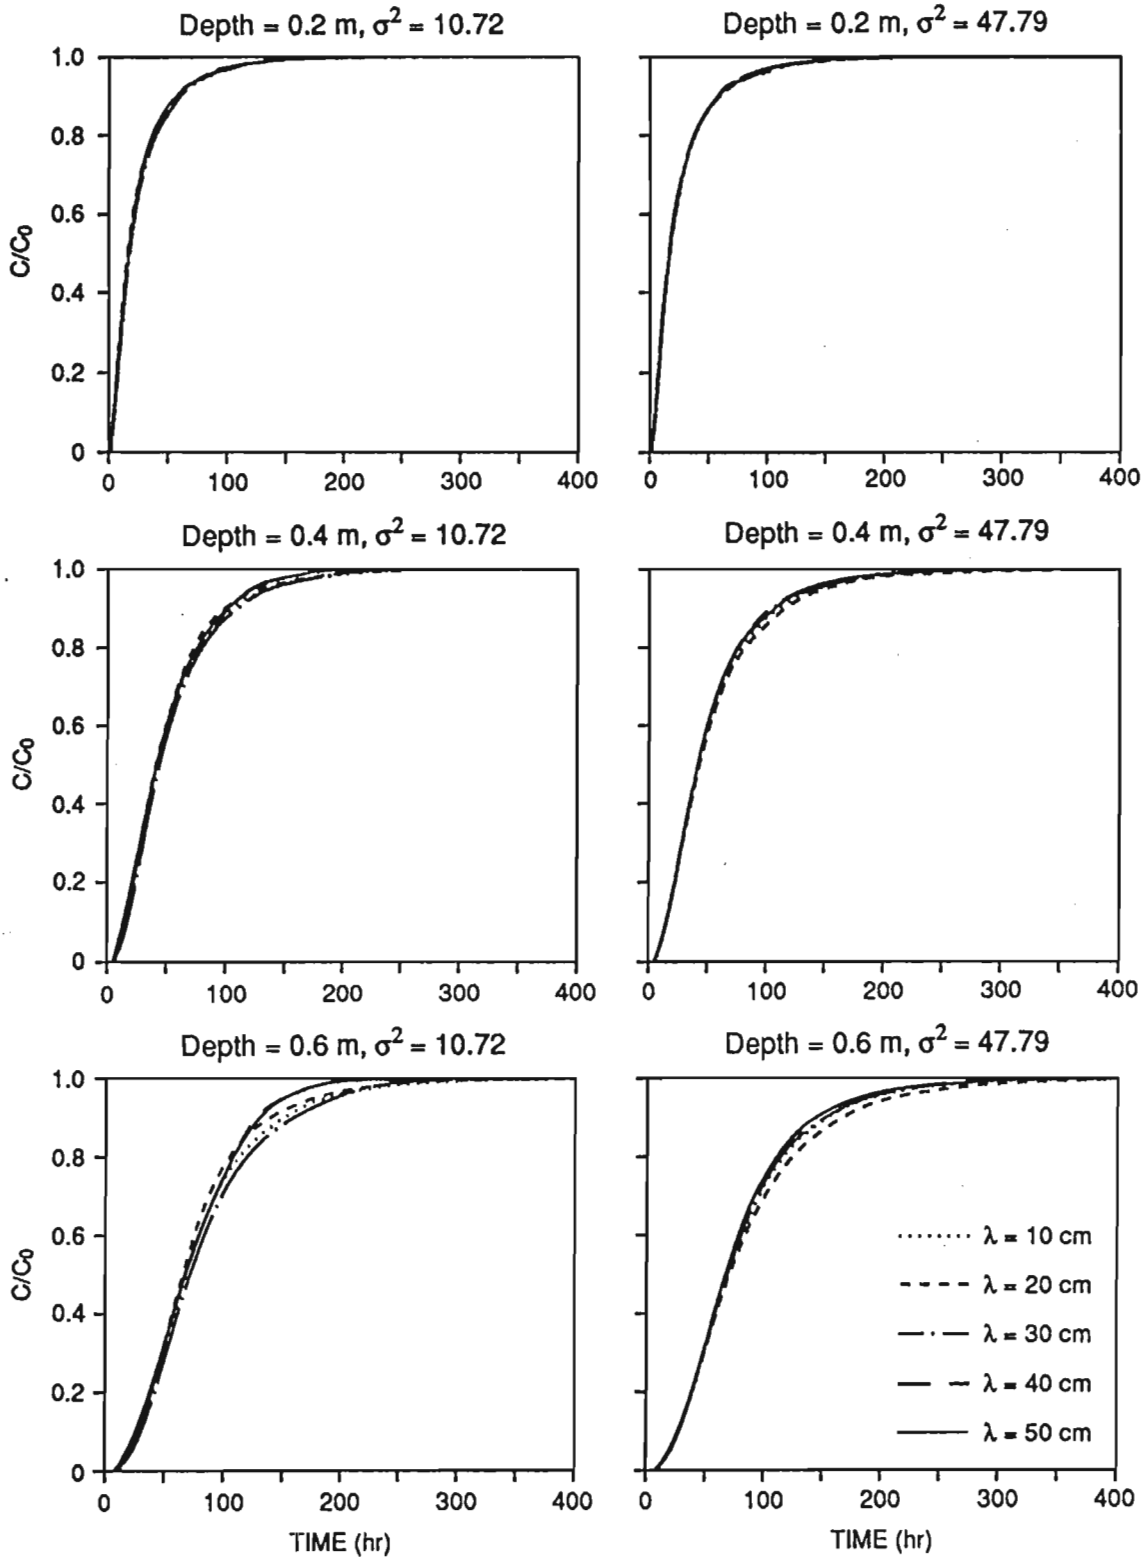 Depth = 0.2 m, σ² = 10.72
1.0
0.8
0.6
0.4
0.2
0
C/C₀
0 100 200 300 400
Depth = 0.2 m, σ² = 47.79
0 100 200 300 400
Depth = 0.4 m, σ² = 10.72
1.0
0.8
0.6
0.4
0.2
0
C/C₀
0 100 200 300 400
Depth = 0.4 m, σ² = 47.79
0 100 200 300 400
Depth = 0.6 m, σ² = 10.72
1.0
0.8
0.6
0.4
0.2
0
C/C₀
0 100 200 300 400
TIME (hr)
Depth = 0.6 m, σ² = 47.79
λ = 10 cm
λ = 20 cm
λ = 30 cm
λ = 40 cm
λ = 50 cm
0 100 200 300 400
TIME (hr)